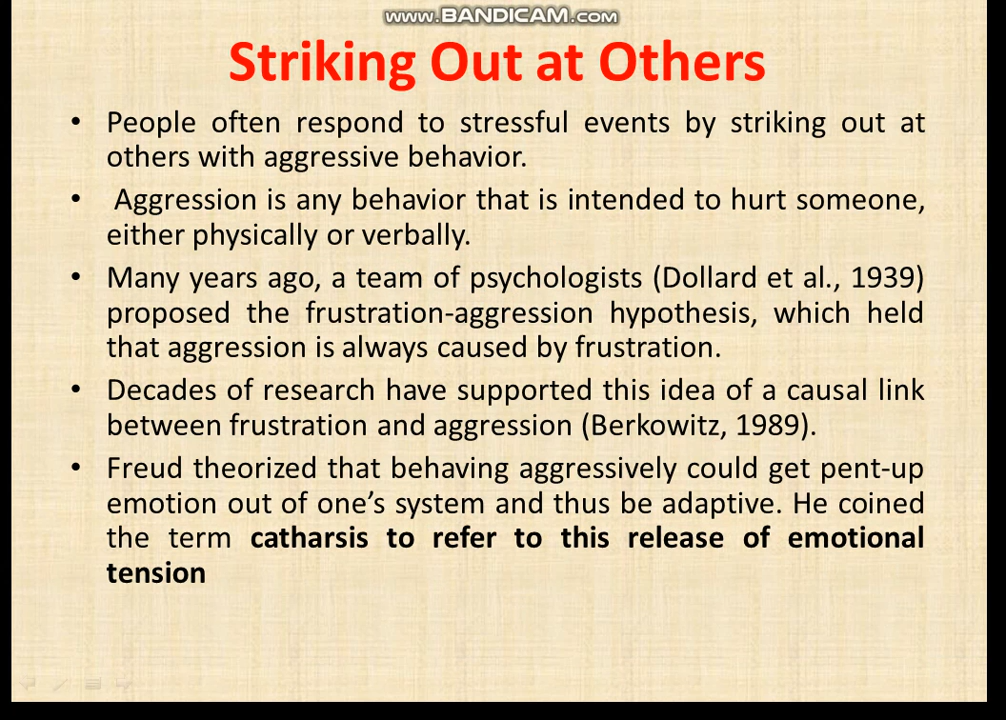 www.BANDICAM.com
Striking Out at Others
• People often respond to stressful events by striking out at
others with aggressive behavior.
• Aggression is any behavior that is intended to hurt someone,
either physically or verbally.
• Many years ago, a team of psychologists (Dollard et al., 1939)
proposed the frustration-aggression hypothesis, which held
that aggression is always caused by frustration.
• Decades of research have supported this idea of a causal link
between frustration and aggression (Berkowitz, 1989).
• Freud theorized that behaving aggressively could get pent-up
emotion out of one’s system and thus be adaptive. He coined
the term catharsis to refer to this release of emotional
tension